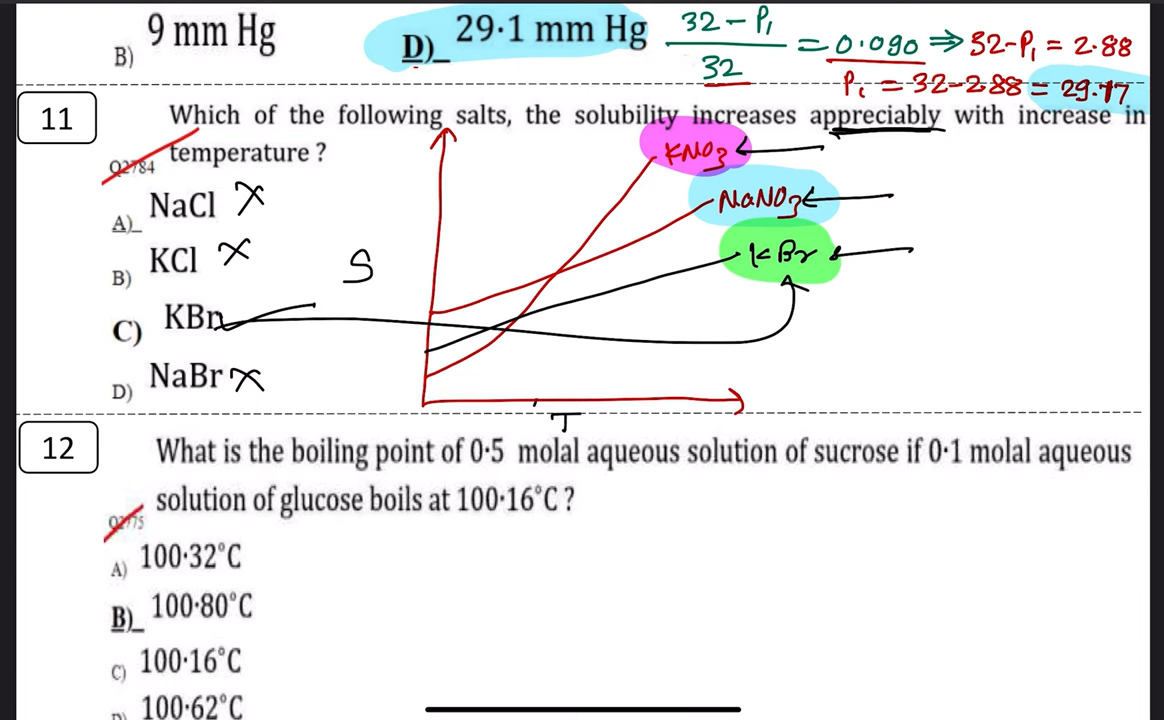 B) 9 mm Hg D) 29·1 mm Hg
32 - P₁ / 32 = 0.090 ⇒ 32-P₁ = 2.88
P₁ = 32-2.88 = 29.17
11 Which of the following salts, the solubility increases appreciably with increase in
Q2784 temperature ?
KNO3
A) NaCl X
NaNO3
B) KCl X
S
KBr
C) KBr
D) NaBr X
T
12 What is the boiling point of 0·5 molal aqueous solution of sucrose if 0·1 molal aqueous
solution of glucose boils at 100·16°C ?
Q2775
A) 100·32°C
B) 100·80°C
C) 100·16°C
D) 100·62°C